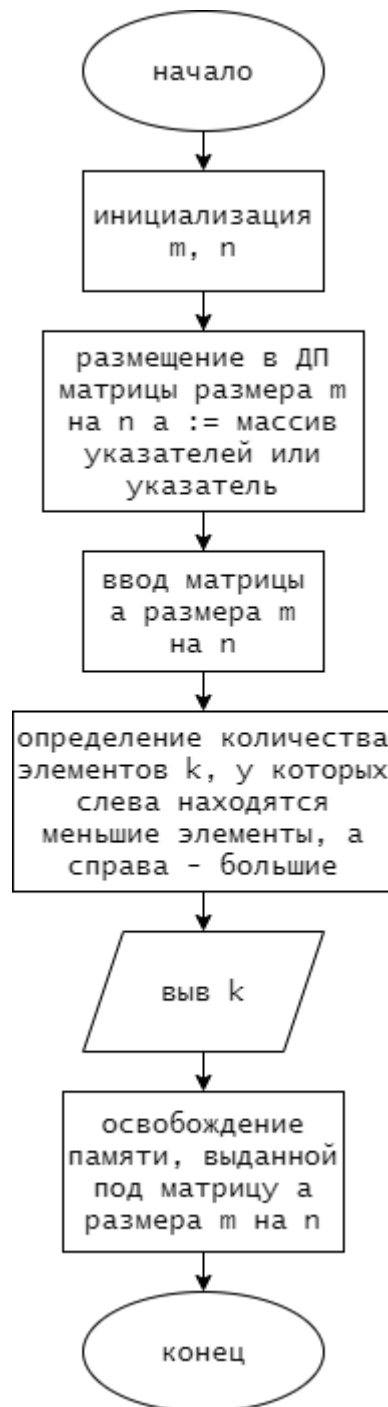 начало
инициализация
m, n
размещение в ДП
матрицы размера m
на n a := массив
указателей или
указатель
ввод матрицы
a размера m
на n
определение количества
элементов k, у которых
слева находятся
меньшие элементы, а
справа - большие
выв k
освобождение
памяти, выданной
под матрицу a
размера m на n
конец